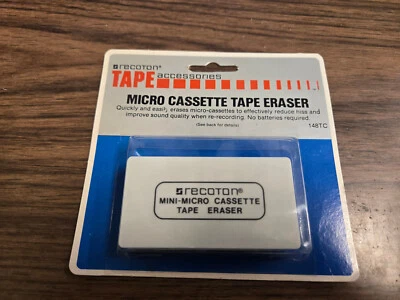 recoton®
TAPE accessories
MICRO CASSETTE TAPE ERASER
Quickly and easily erases micro-cassettes to effectively reduce hiss and
improve sound quality when re-recording. No batteries required.
(See back for details)
148TC
recoton®
MINI-MICRO CASSETTE
TAPE ERASER